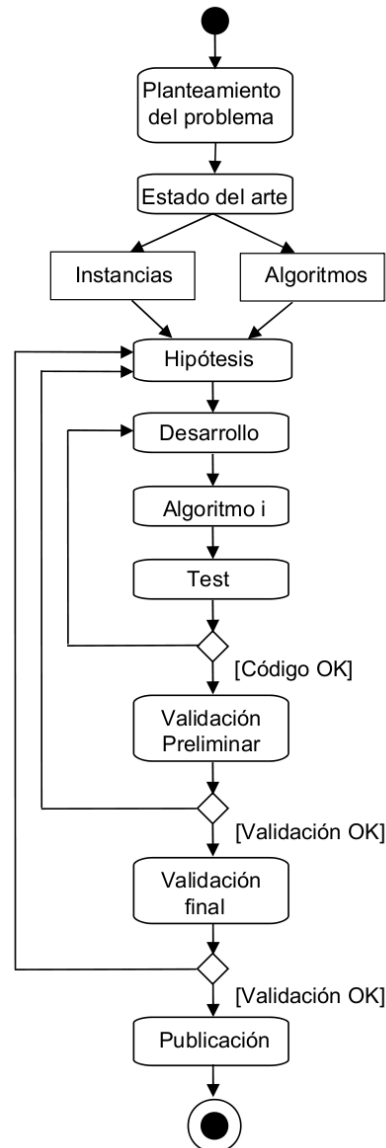 Planteamiento
del problema
Estado del arte
Instancias
Algoritmos
Hipótesis
Desarrollo
Algoritmo i
Test
[Código OK]
Validación
Preliminar
[Validación OK]
Validación
final
[Validación OK]
Publicación